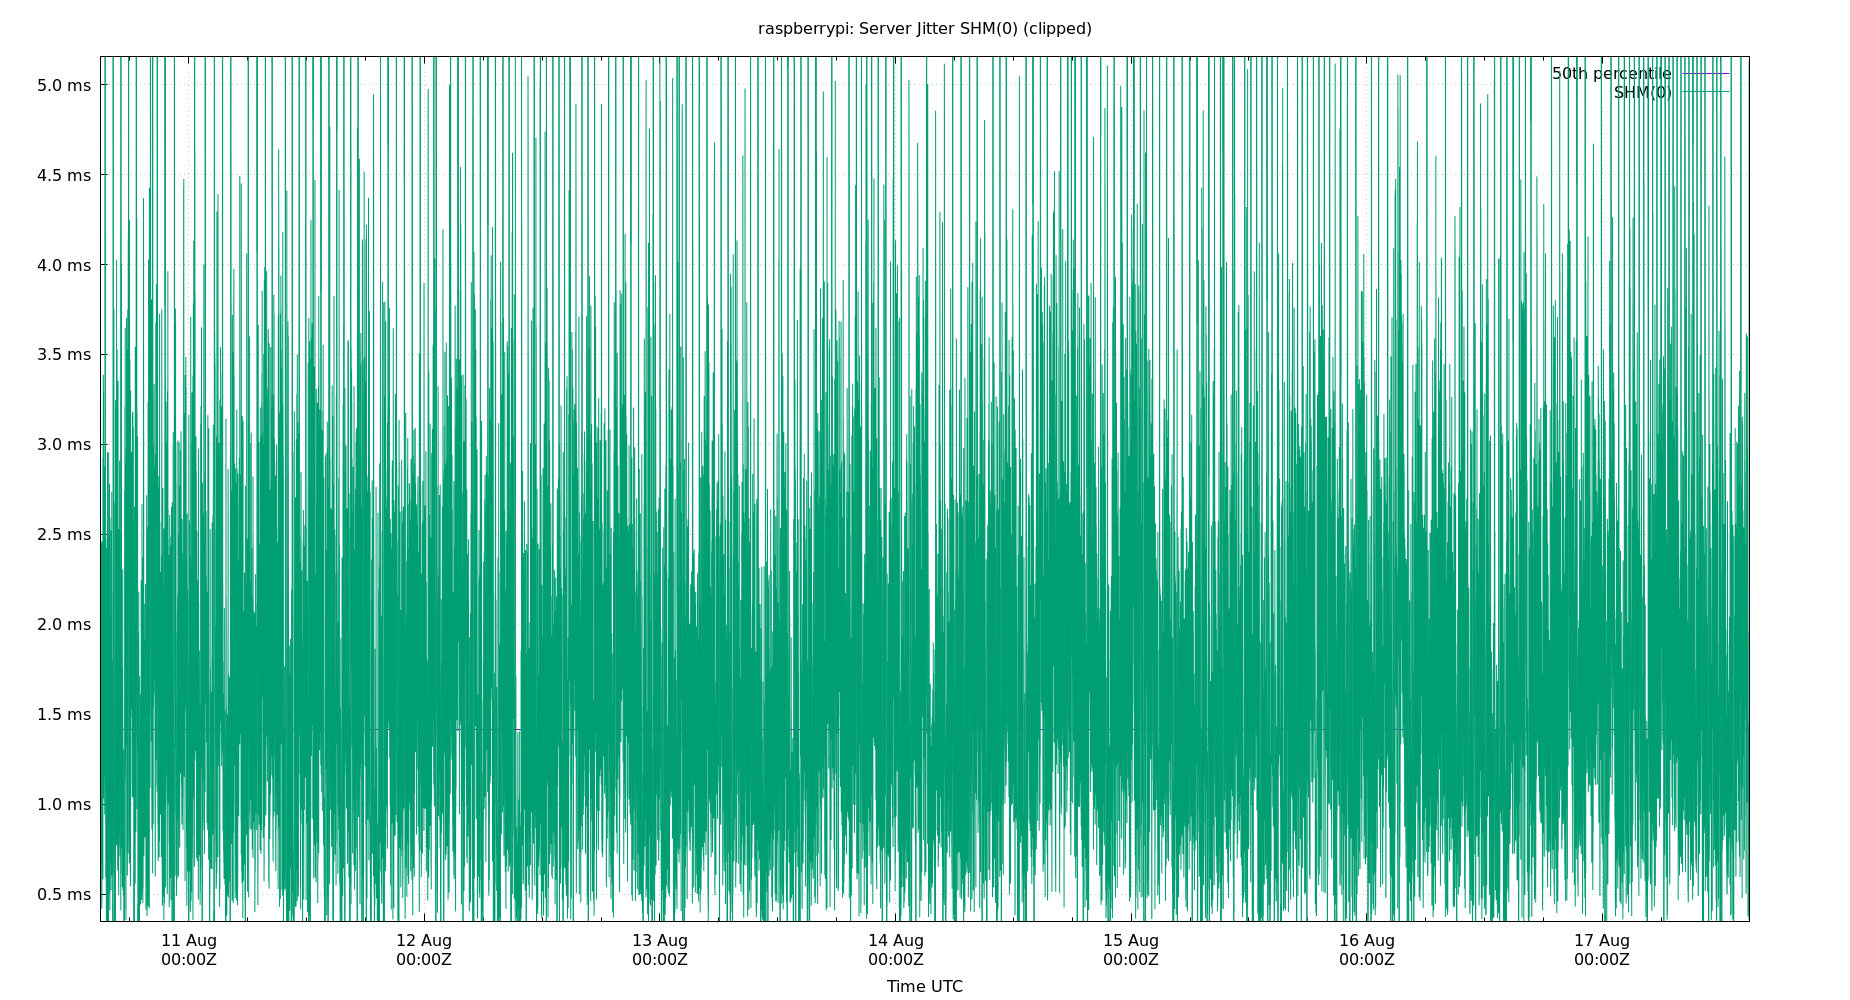 raspberrypi: Server Jitter SHM(0) (clipped)
50th percentile
SHM(0)
5.0 ms
4.5 ms
4.0 ms
3.5 ms
3.0 ms
2.5 ms
2.0 ms
1.5 ms
1.0 ms
0.5 ms
11 Aug 12 Aug 13 Aug 14 Aug 15 Aug 16 Aug 17 Aug
00:00Z 00:00Z 00:00Z 00:00Z 00:00Z 00:00Z 00:00Z
Time UTC